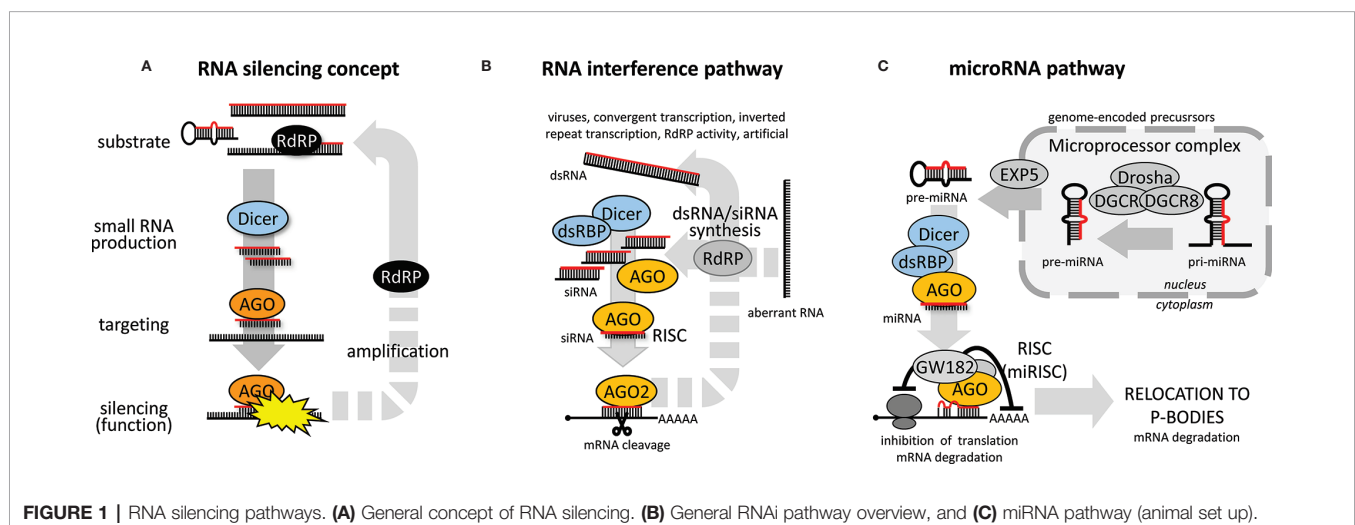 A
RNA silencing concept
substrate
RdRP
small RNA
production
Dicer
RdRP
targeting
AGO
amplification
silencing
(function)
AGO
B
RNA interference pathway
viruses, convergent transcription, inverted
repeat transcription, RdRP activity, artificial
dsRNA
Dicer
dsRBP
dsRNA/siRNA
synthesis
RdRP
AGO
siRNA
aberrant RNA
AGO
siRNA
RISC
AGO2
AAAAA
mRNA cleavage
C
microRNA pathway
genome-encoded precusrsors
Microprocessor complex
EXP5
Drosha
DGCR
DGCR8
pre-miRNA
pre-miRNA
pri-miRNA
nucleus
cytoplasm
Dicer
dsRBP
AGO
miRNA
GW182
AGO
RISC
(miRISC)
AAAAA
inhibition of translation
mRNA degradation
RELOCATION TO
P-BODIES
mRNA degradation
FIGURE 1 | RNA silencing pathways. (A) General concept of RNA silencing. (B) General RNAi pathway overview, and (C) miRNA pathway (animal set up).